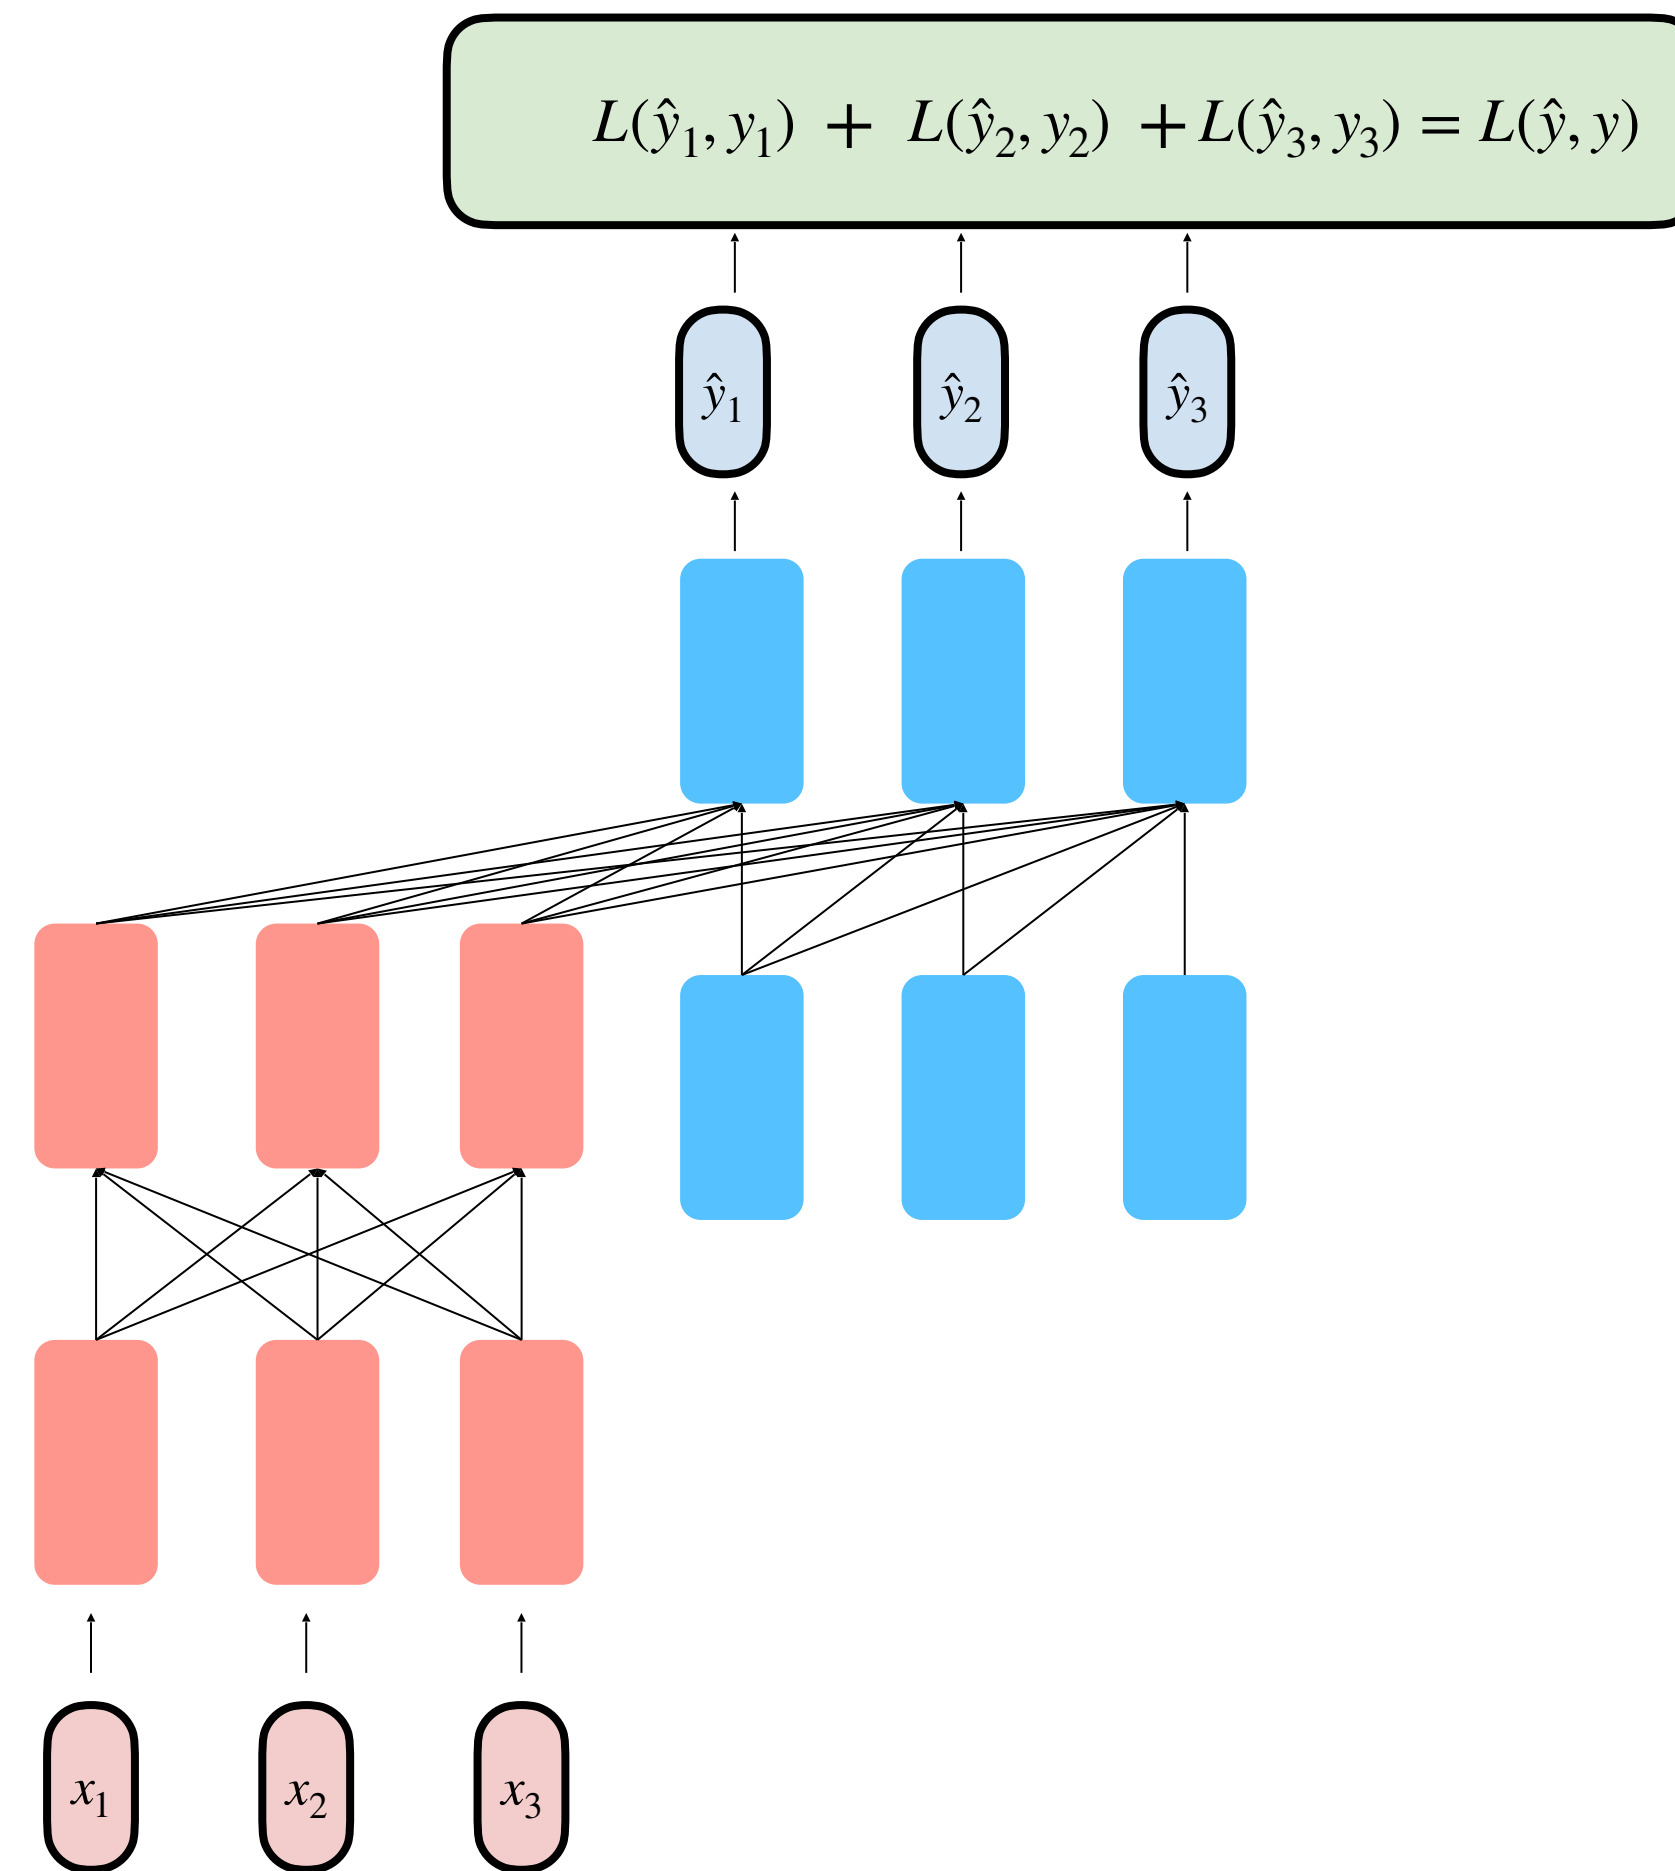 L(ŷ₁, y₁) + L(ŷ₂, y₂) + L(ŷ₃, y₃) = L(ŷ, y)
ŷ₁ ŷ₂ ŷ₃
x₁ x₂ x₃